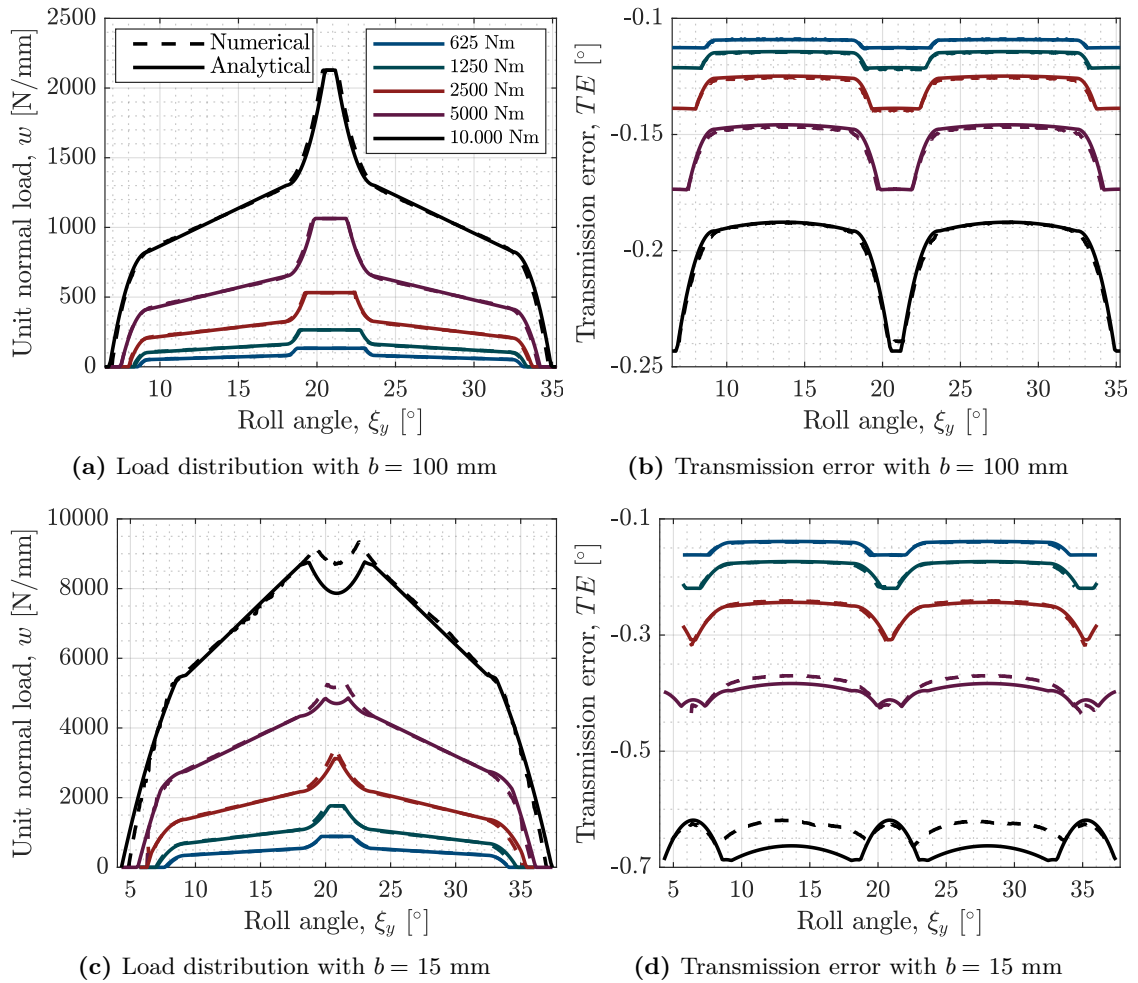 2500
2000
1500
1000
500
0
Unit normal load, w [N/mm]
Numerical
Analytical
625 Nm
1250 Nm
2500 Nm
5000 Nm
10.000 Nm
10 15 20 25 30 35
Roll angle, ξy [°]
(a) Load distribution with b = 100 mm
-0.1
-0.15
-0.2
-0.25
Transmission error, TE [°]
10 15 20 25 30 35
Roll angle, ξy [°]
(b) Transmission error with b = 100 mm
10000
8000
6000
4000
2000
0
Unit normal load, w [N/mm]
5 10 15 20 25 30 35
Roll angle, ξy [°]
(c) Load distribution with b = 15 mm
-0.1
-0.3
-0.5
-0.7
Transmission error, TE [°]
5 10 15 20 25 30 35
Roll angle, ξy [°]
(d) Transmission error with b = 15 mm